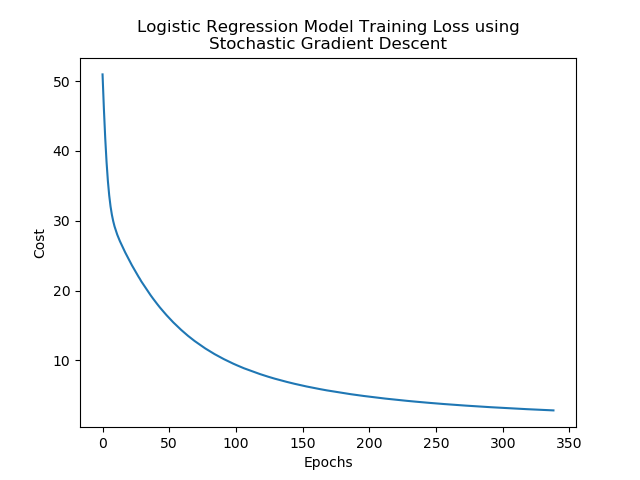 Logistic Regression Model Training Loss using
Stochastic Gradient Descent
50
40
30
20
10
Cost
0 50 100 150 200 250 300 350
Epochs